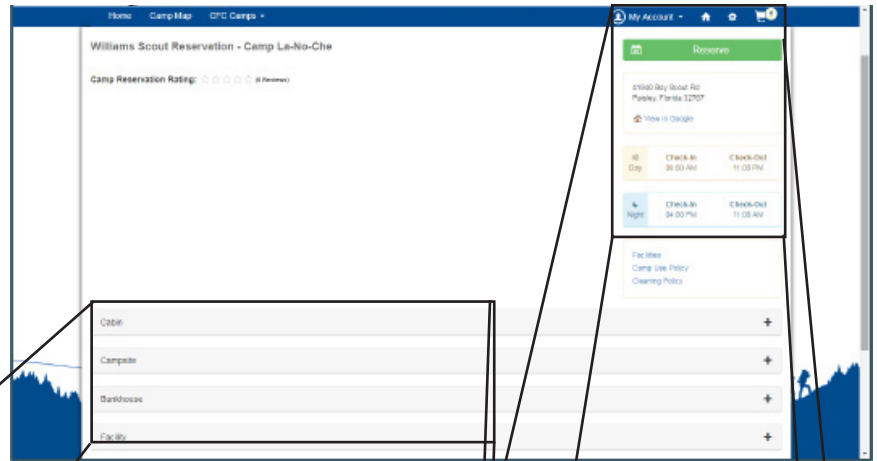 Home Camp Map CFC Camps
My Account
Williams Scout Reservation - Camp La-No-Che
Reserve
Camp Reservation Rating: (0 Reviews)
41940 Boy Scout Rd
Paisley, Florida 32767
View in Google
Day
Check-In
08:00 AM
Check-Out
11:00 PM
Night
Check-In
04:00 PM
Check-Out
11:00 AM
Facilities
Camp Use Policy
Cleaning Policy
Cabin +
Campsite +
Bunkhouse +
Facility +